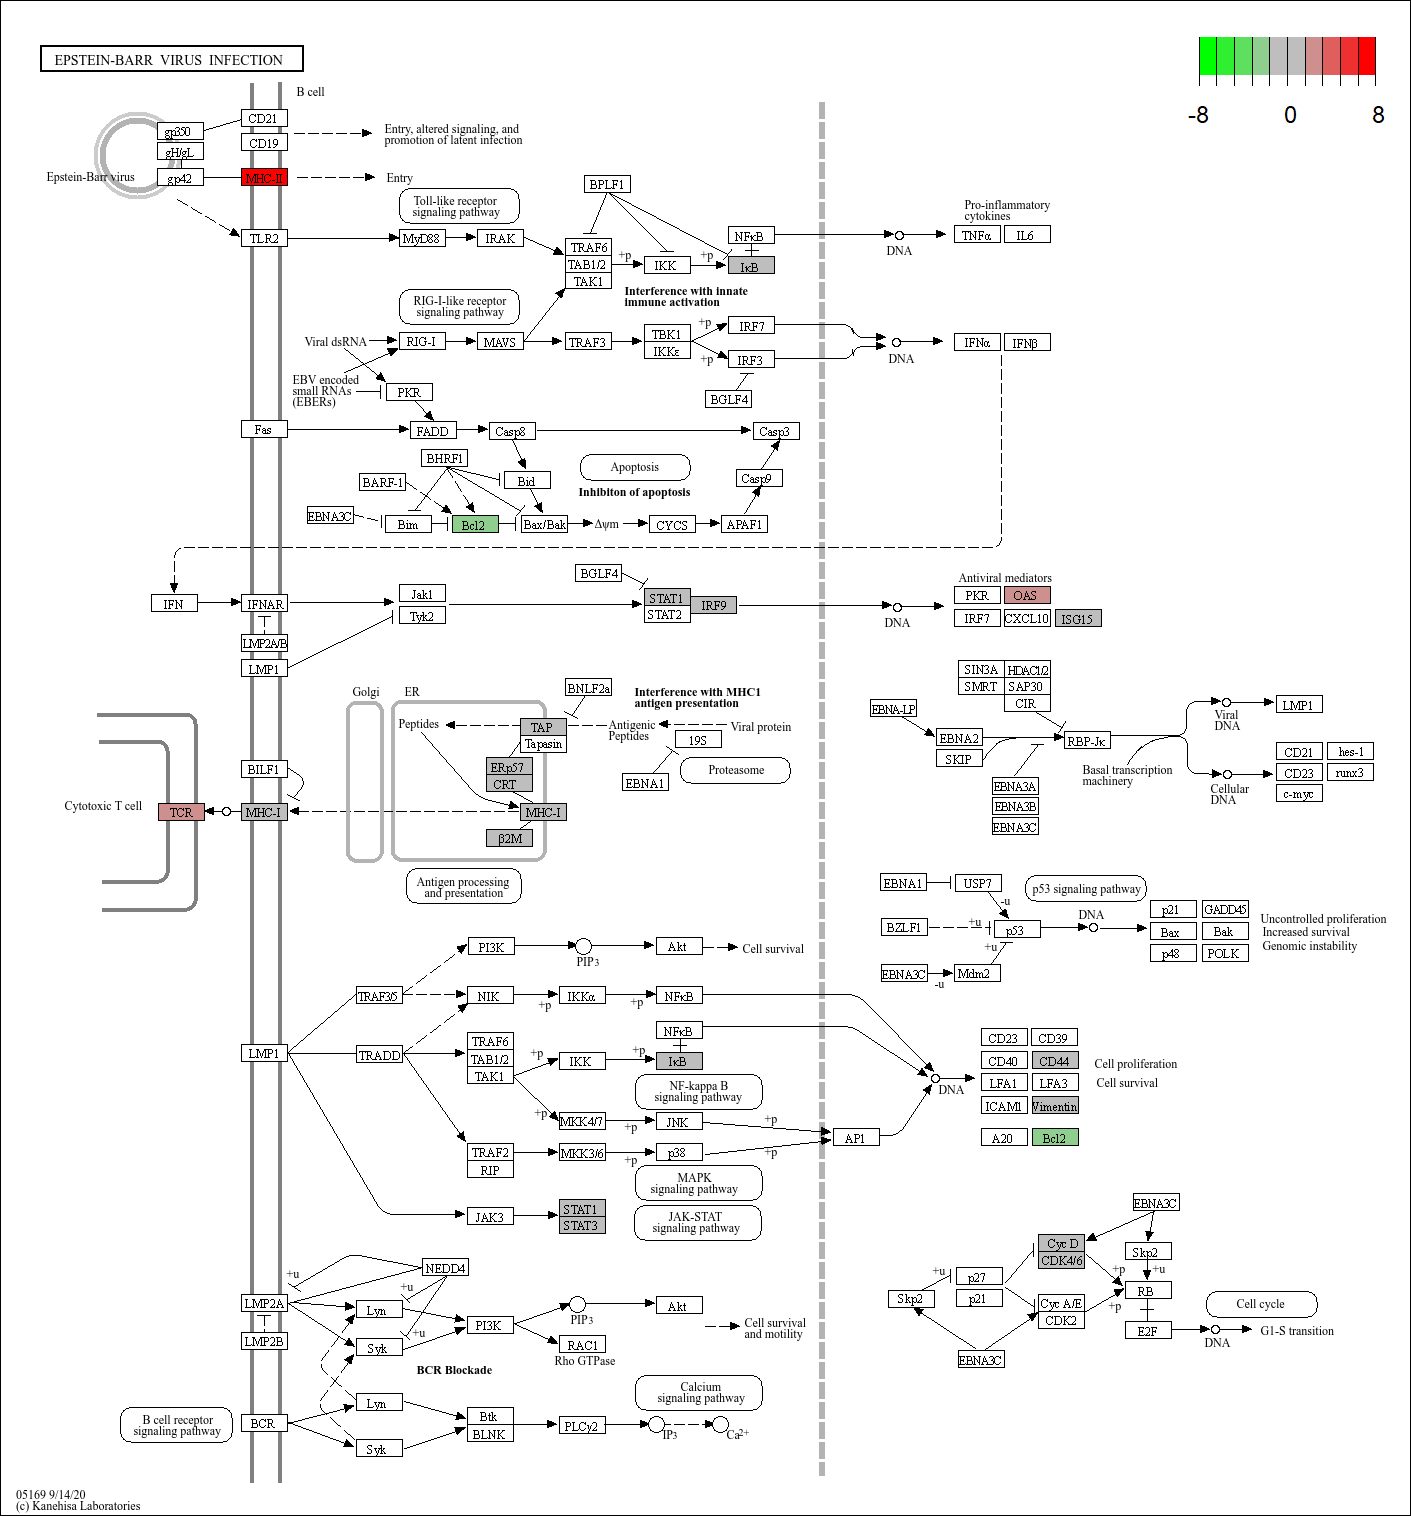 EPSTEIN-BARR VIRUS INFECTION
-8 0 8
B cell
CD21
gp350
CD19
Entry, altered signaling, and
promotion of latent infection
gH/gL
Epstein-Barr virus
gp42
MHC-II
Entry
BPLF1
Toll-like receptor
signaling pathway
Pro-inflammatory
cytokines
TLR2
MyD88
IRAK
TRAF6
TAB1/2
TAK1
+p
IKK
+p
NFκB
IκB
DNA
TNFα
IL6
Interference with innate
immune activation
RIG-I-like receptor
signaling pathway
Viral dsRNA
RIG-I
MAVS
TRAF3
TBK1
IKKε
+p
+p
IRF7
IRF3
DNA
IFNα
IFNβ
EBV encoded
small RNAs
(EBERs)
PKR
BGLF4
Fas
FADD
Casp8
Casp3
BHRF1
Apoptosis
BARF-1
Bid
Casp9
Inhibiton of apoptosis
EBNA3C
Bim
Bcl2
Bax/Bak
Δψm
CYCS
APAF1
BGLF4
Antiviral mediators
IFN
IFNAR
Jak1
Tyk2
STAT1
STAT2
IRF9
DNA
PKR
OAS
IRF7
CXCL10
ISG15
LMP2A/B
LMP1
Golgi
ER
BNLF2a
Interference with MHC1
antigen presentation
Peptides
TAP
Tapasin
Antigenic
Peptides
Viral protein
19S
ERp57
CRT
EBNA1
Proteasome
BILF1
Cytotoxic T cell
TCR
MHC-I
MHC-I
β2M
Antigen processing
and presentation
SIN3A
HDAC1/2
SMRT
SAP30
CIR
EBNA-LP
EBNA2
SKIP
RBP-Jκ
Viral
DNA
LMP1
Basal transcription
machinery
Cellular
DNA
CD21
hes-1
CD23
runx3
c-myc
EBNA3A
EBNA3B
EBNA3C
EBNA1
USP7
p53 signaling pathway
-u
BZLF1
+u
p53
+u
DNA
p21
GADD45
Bax
Bak
p48
POLK
Uncontrolled proliferation
Increased survival
Genomic instability
EBNA3C
-u
Mdm2
PI3K
PIP3
Akt
Cell survival
TRAF3/5
NIK
+p
IKKα
+p
NFκB
LMP1
TRADD
TRAF6
TAB1/2
TAK1
+p
IKK
+p
NFκB
IκB
NF-kappa B
signaling pathway
+p
MKK4/7
+p
JNK
+p
TRAF2
RIP
MKK3/6
+p
p38
+p
MAPK
signaling pathway
AP1
DNA
CD23
CD39
CD40
CD44
LFA1
LFA3
ICAM1
Vimentin
A20
Bcl2
Cell proliferation
Cell survival
JAK3
STAT1
STAT3
JAK-STAT
signaling pathway
NEDD4
+u
+u
+u
LMP2A
LMP2B
Lyn
Syk
PI3K
PIP3
Akt
RAC1
Rho GTPase
Cell survival
and motility
BCR Blockade
B cell receptor
signaling pathway
BCR
Lyn
Syk
Btk
BLNK
PLCγ2
IP3
Ca2+
Calcium
signaling pathway
EBNA3C
Cyc D
CDK4/6
Skp2
+u
+p
+u
p27
p21
Skp2
Cyc A/E
CDK2
+p
RB
E2F
EBNA3C
Cell cycle
DNA
G1-S transition
05169 9/14/20
(c) Kanehisa Laboratories